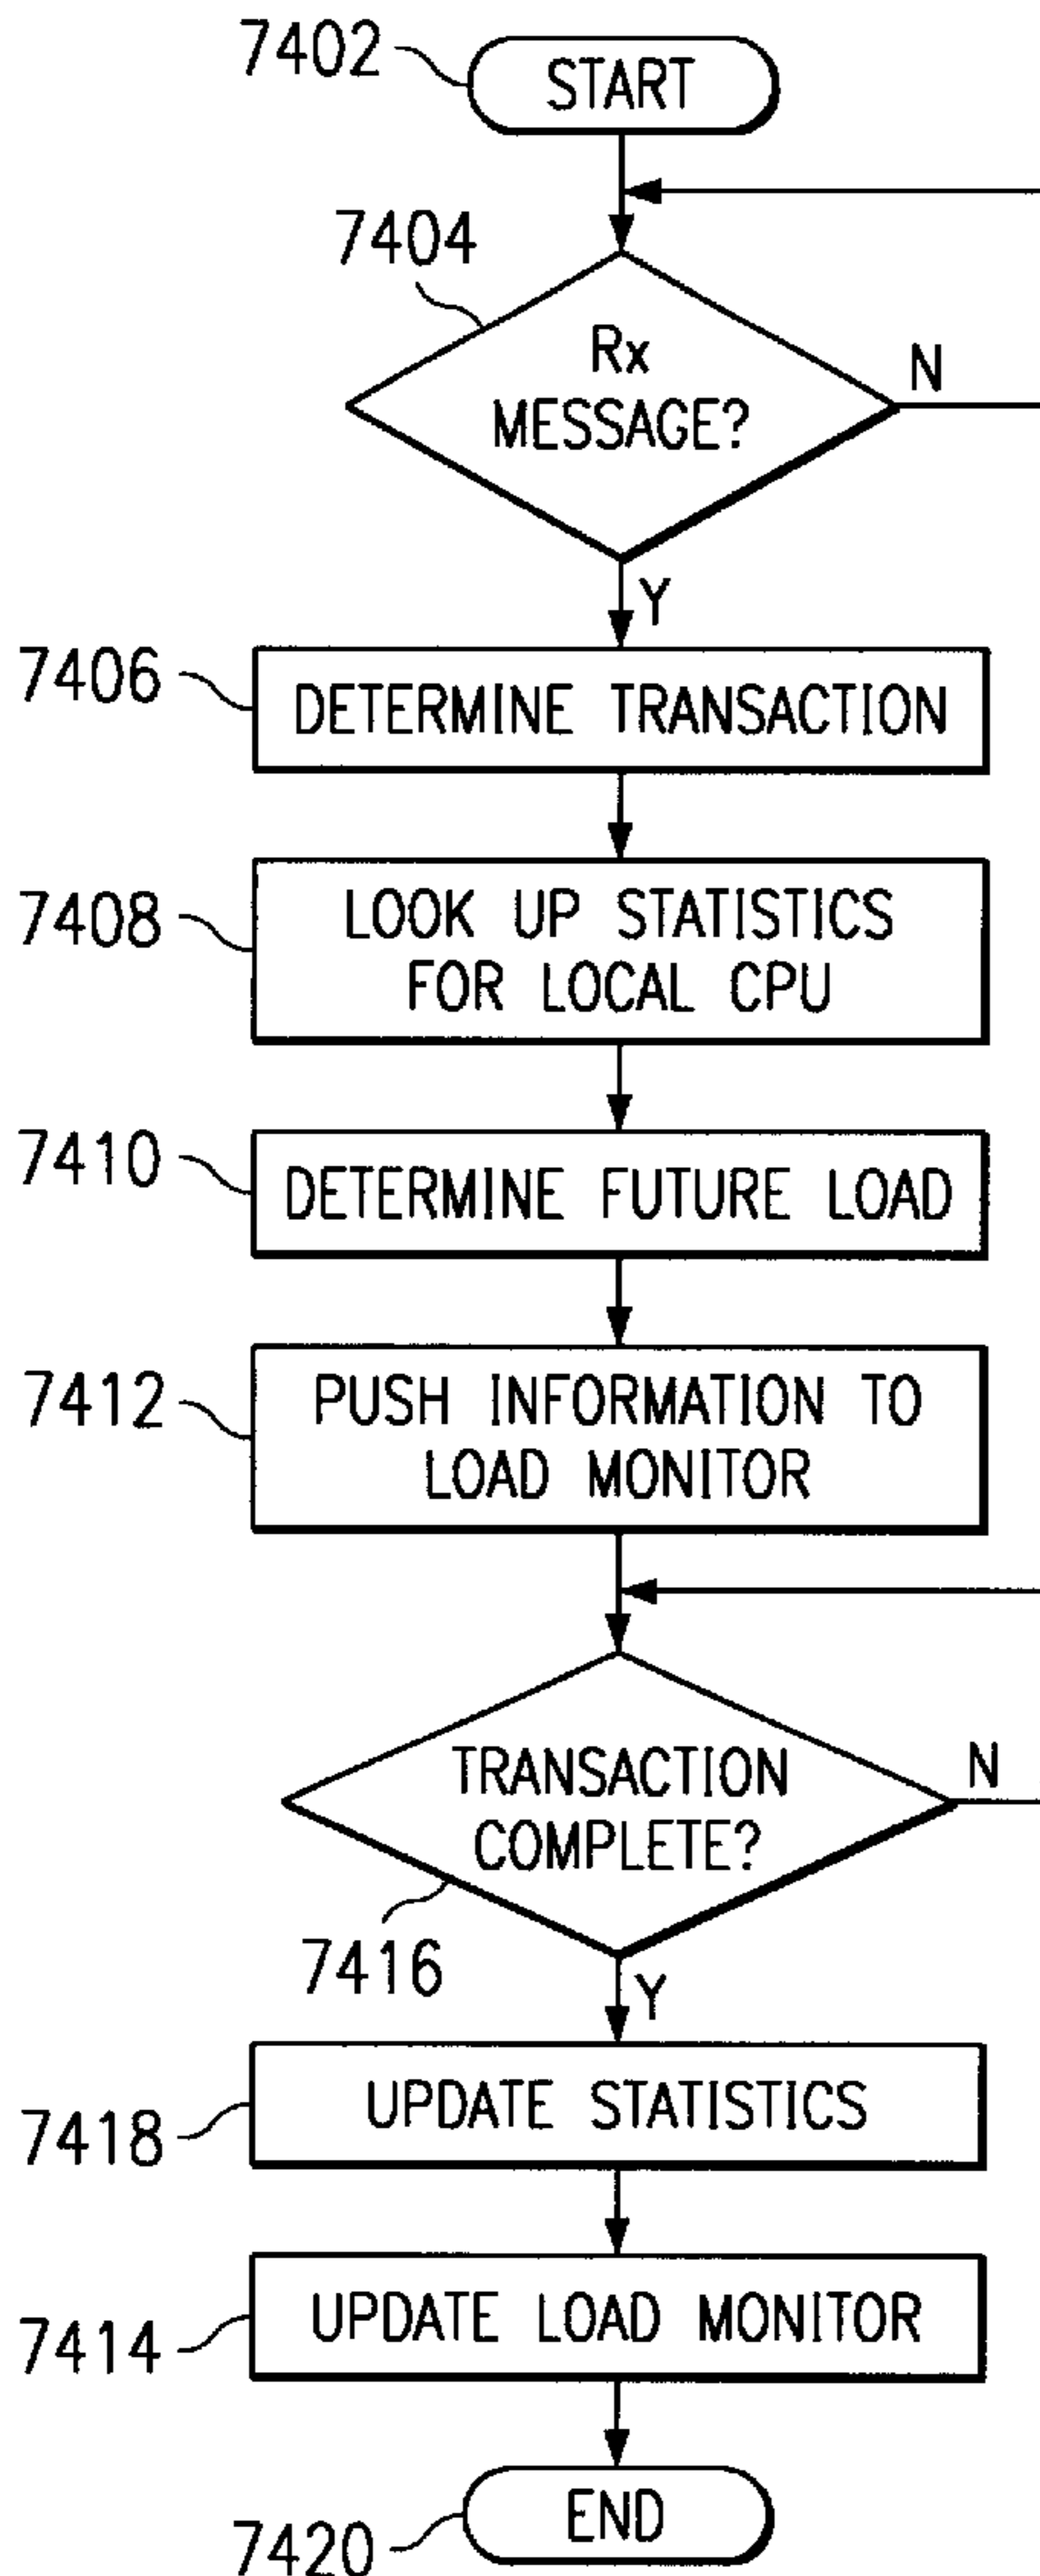 7402
START
7404
Rx
MESSAGE?
N
Y
7406
DETERMINE TRANSACTION
7408
LOOK UP STATISTICS
FOR LOCAL CPU
7410
DETERMINE FUTURE LOAD
7412
PUSH INFORMATION TO
LOAD MONITOR
TRANSACTION
COMPLETE?
N
7416
Y
UPDATE STATISTICS
7418
UPDATE LOAD MONITOR
7414
END
7420